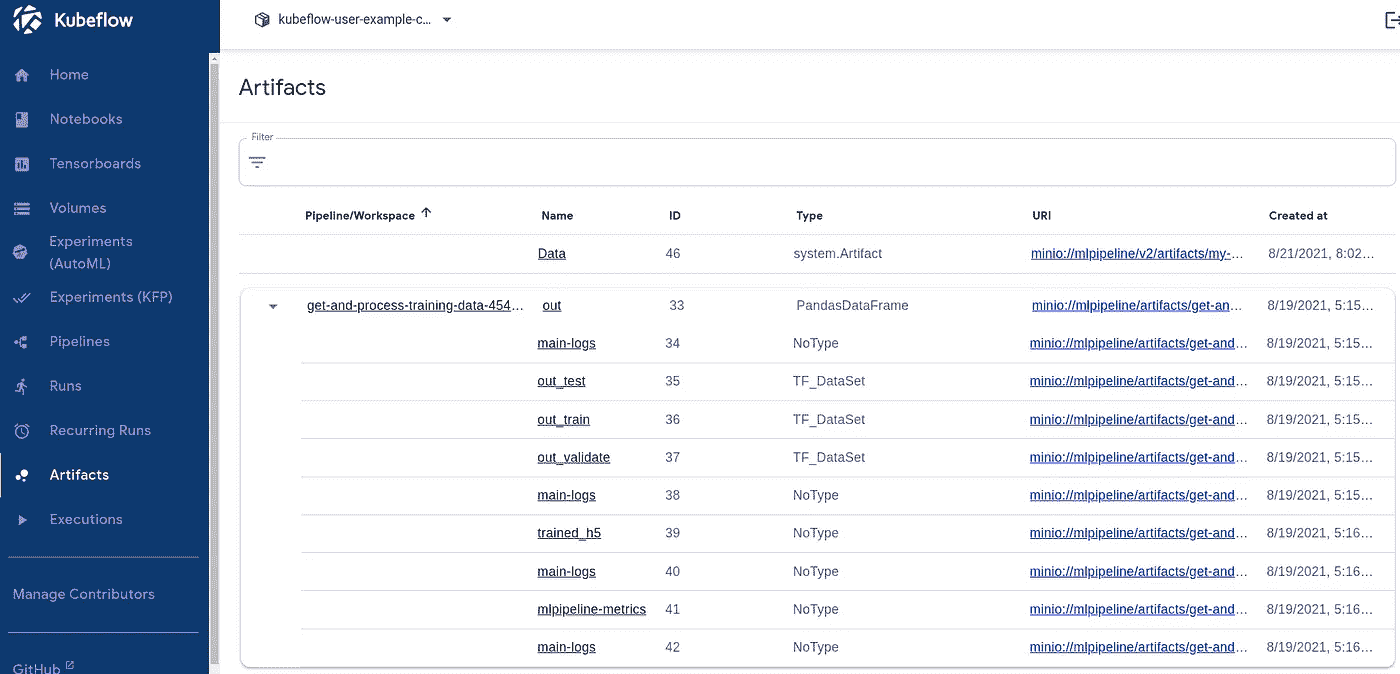 Kubeflow
kubeflow-user-example-c...
Home
Notebooks
Tensorboards
Volumes
Experiments
(AutoML)
Experiments (KFP)
Pipelines
Runs
Recurring Runs
Artifacts
Executions
Manage Contributors
GitHub
Artifacts
Filter
Pipeline/Workspace Name ID Type URI Created at
Data 46 system.Artifact minio://mlpipeline/v2/artifacts/my-... 8/21/2021, 8:02...
get-and-process-training-data-454... out 33 PandasDataFrame minio://mlpipeline/artifacts/get-an... 8/19/2021, 5:15...
main-logs 34 NoType minio://mlpipeline/artifacts/get-and... 8/19/2021, 5:15...
out_test 35 TF_DataSet minio://mlpipeline/artifacts/get-and... 8/19/2021, 5:15...
out_train 36 TF_DataSet minio://mlpipeline/artifacts/get-and... 8/19/2021, 5:15...
out_validate 37 TF_DataSet minio://mlpipeline/artifacts/get-and... 8/19/2021, 5:15...
main-logs 38 NoType minio://mlpipeline/artifacts/get-and... 8/19/2021, 5:15...
trained_h5 39 NoType minio://mlpipeline/artifacts/get-and... 8/19/2021, 5:16...
main-logs 40 NoType minio://mlpipeline/artifacts/get-and... 8/19/2021, 5:16...
mlpipeline-metrics 41 NoType minio://mlpipeline/artifacts/get-and... 8/19/2021, 5:16...
main-logs 42 NoType minio://mlpipeline/artifacts/get-and... 8/19/2021, 5:16...